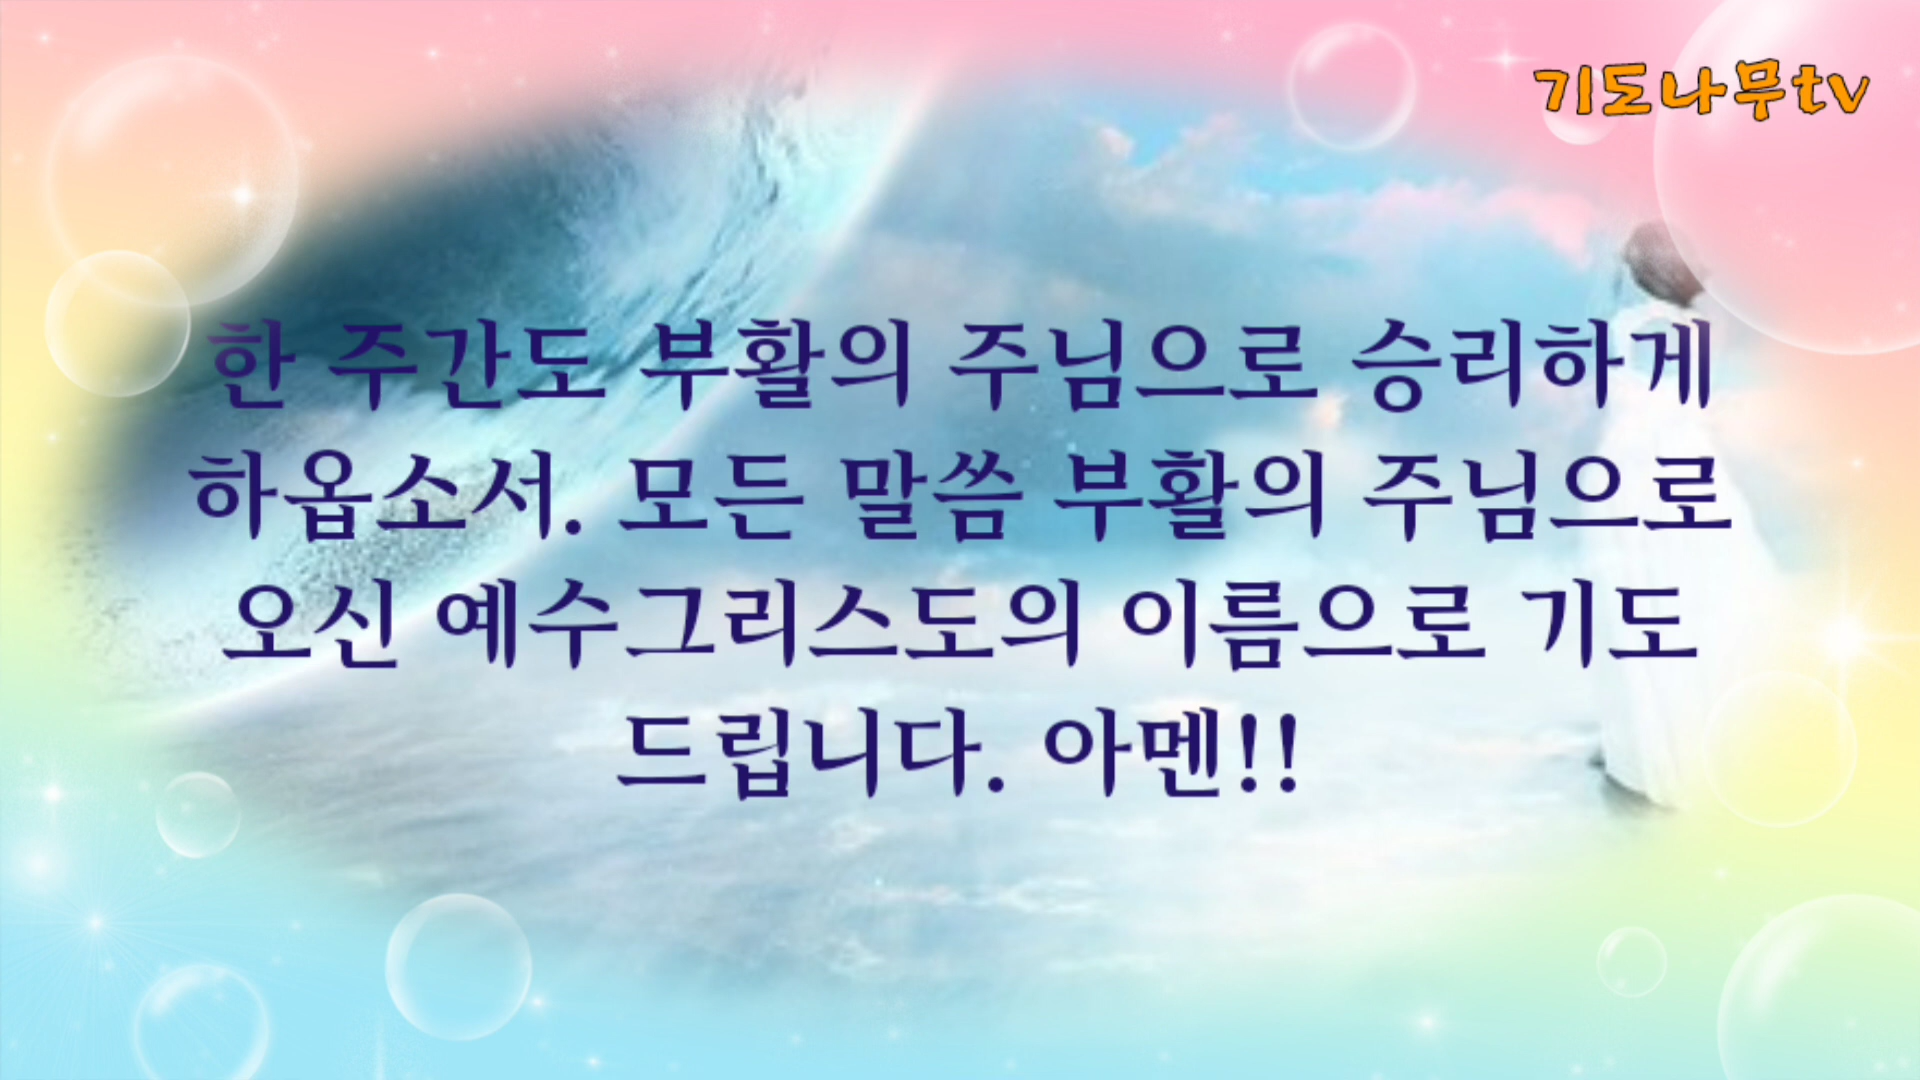 기도나무tv
한 주간도 부활의 주님으로 승리하게
하옵소서. 모든 말씀 부활의 주님으로
오신 예수그리스도의 이름으로 기도
드립니다. 아멘!!